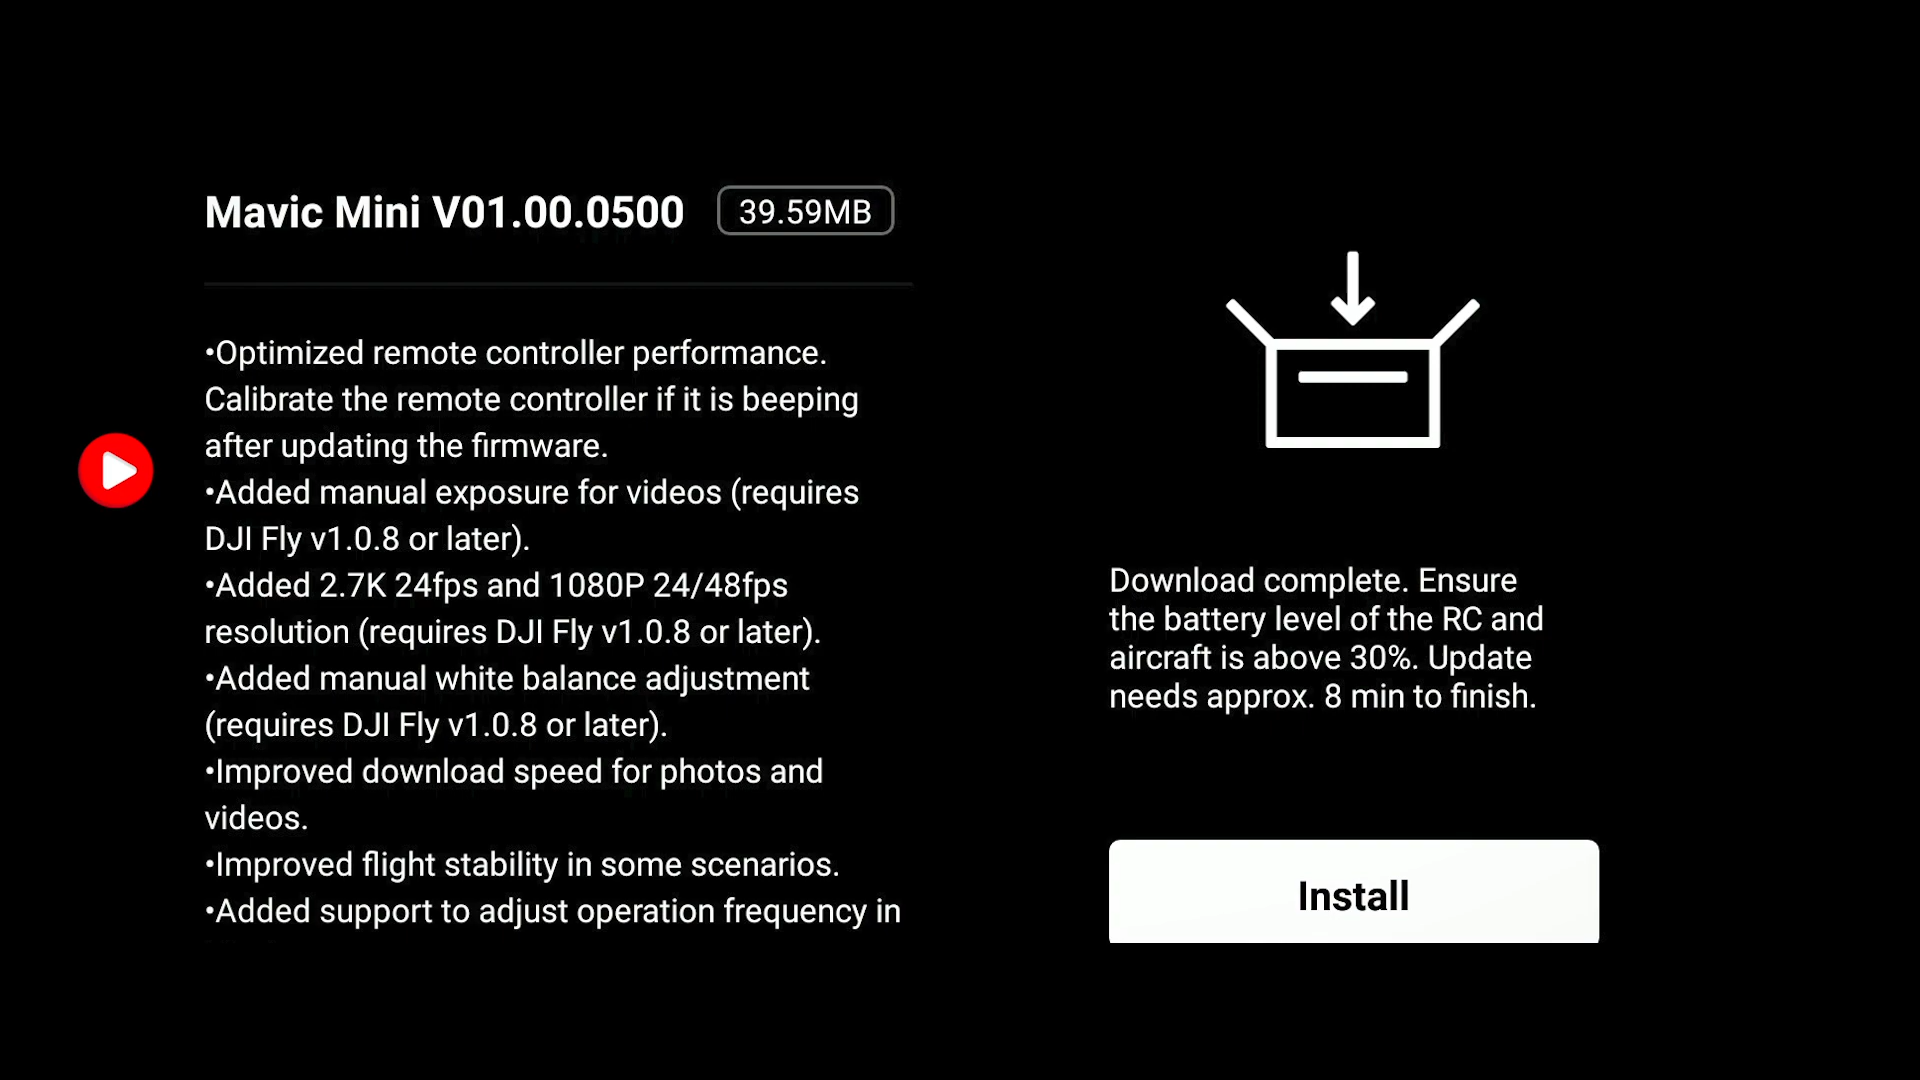 Mavic Mini V01.00.0500 39.59MB
•Optimized remote controller performance.
Calibrate the remote controller if it is beeping
after updating the firmware.
•Added manual exposure for videos (requires
DJI Fly v1.0.8 or later).
•Added 2.7K 24fps and 1080P 24/48fps
resolution (requires DJI Fly v1.0.8 or later).
•Added manual white balance adjustment
(requires DJI Fly v1.0.8 or later).
•Improved download speed for photos and
videos.
•Improved flight stability in some scenarios.
•Added support to adjust operation frequency in
Download complete. Ensure
the battery level of the RC and
aircraft is above 30%. Update
needs approx. 8 min to finish.
Install